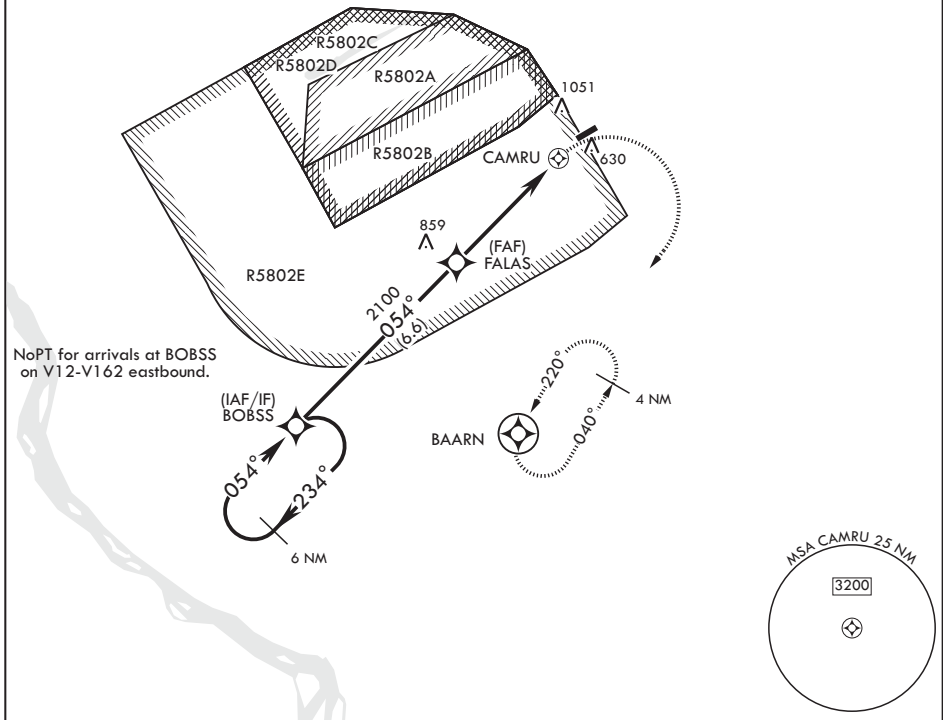 R5802C
R5802D
R5802A
1051
R5802B
CAMRU
630
859
(FAF)
FALAS
R5802E
2100
054°
(6.6)
NoPT for arrivals at BOBSS
on V12-V162 eastbound.
(IAF/IF)
BOBSS
220°
4 NM
BAARN
040°
054°
234°
6 NM
MSA CAMRU 25 NM
3200